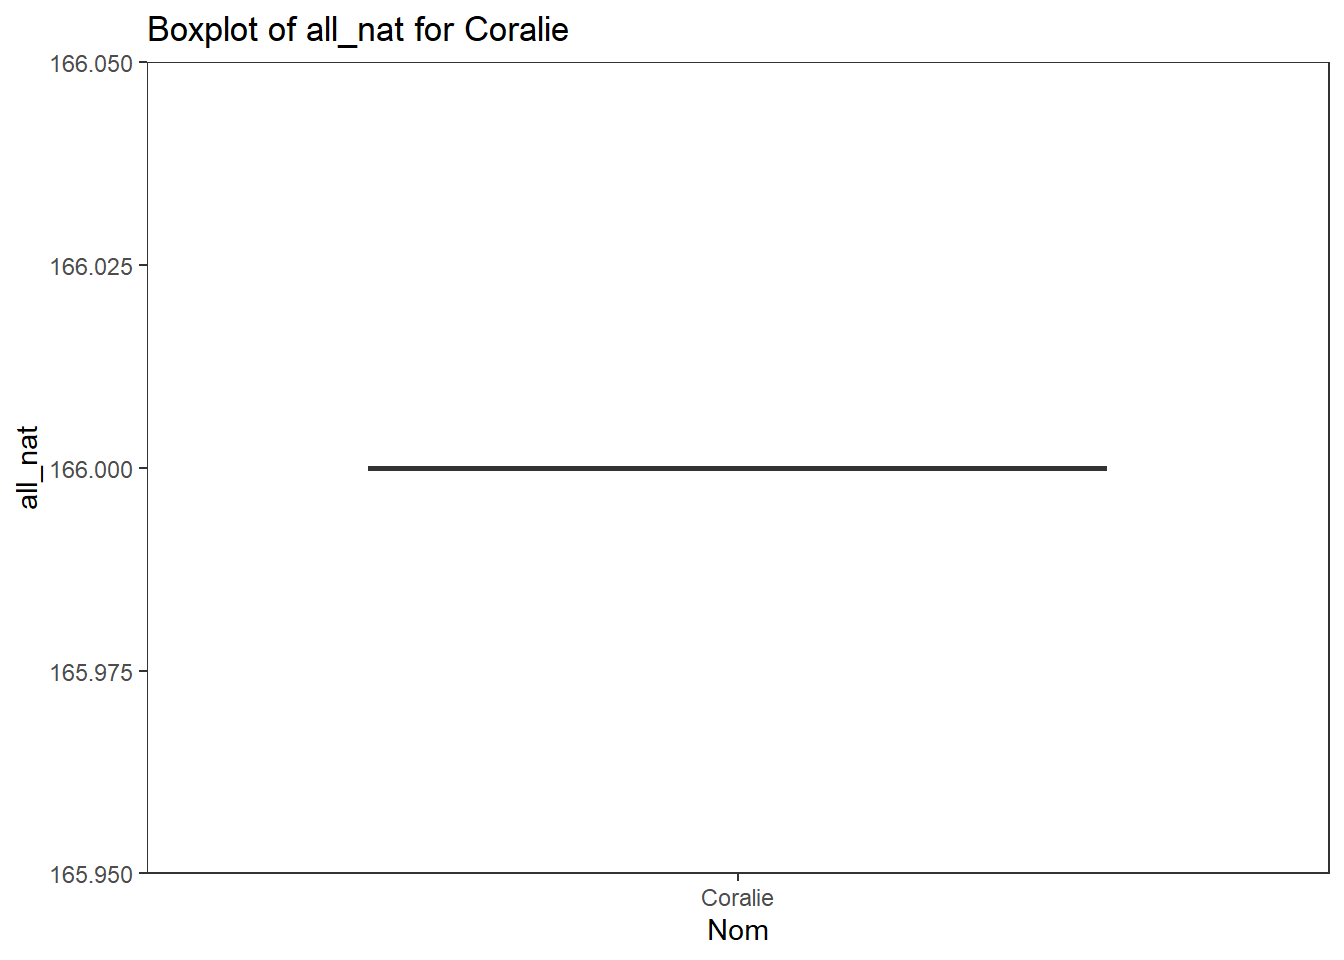 Boxplot of all_nat for Coralie
166.050
166.025
166.000
165.975
165.950
all_nat
Coralie
Nom